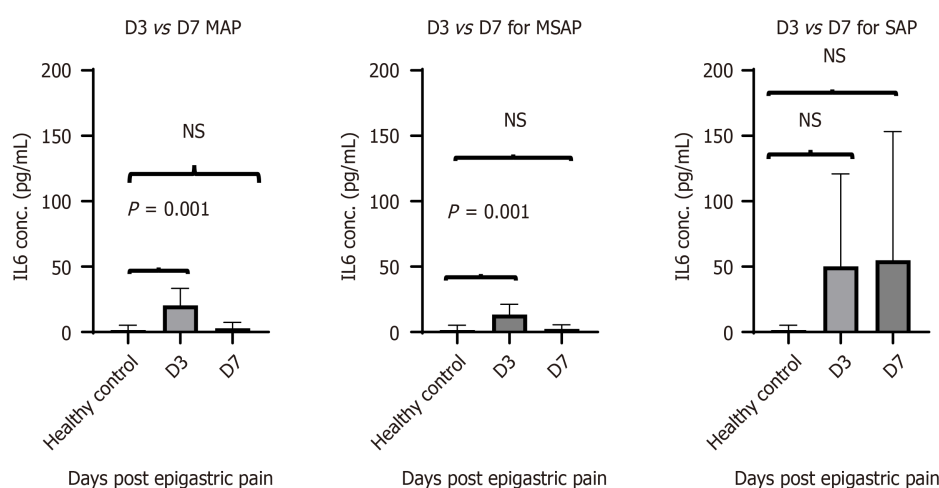 D3 vs D7 MAP
200
150
100
50
0
IL6 conc. (pg/mL)
NS
P = 0.001
Healthy control
D3
D7
Days post epigastric pain
D3 vs D7 for MSAP
200
150
100
50
0
IL6 conc. (pg/mL)
NS
P = 0.001
Healthy control
D3
D7
Days post epigastric pain
D3 vs D7 for SAP
NS
200
150
100
50
0
IL6 conc. (pg/mL)
NS
Healthy control
D3
D7
Days post epigastric pain